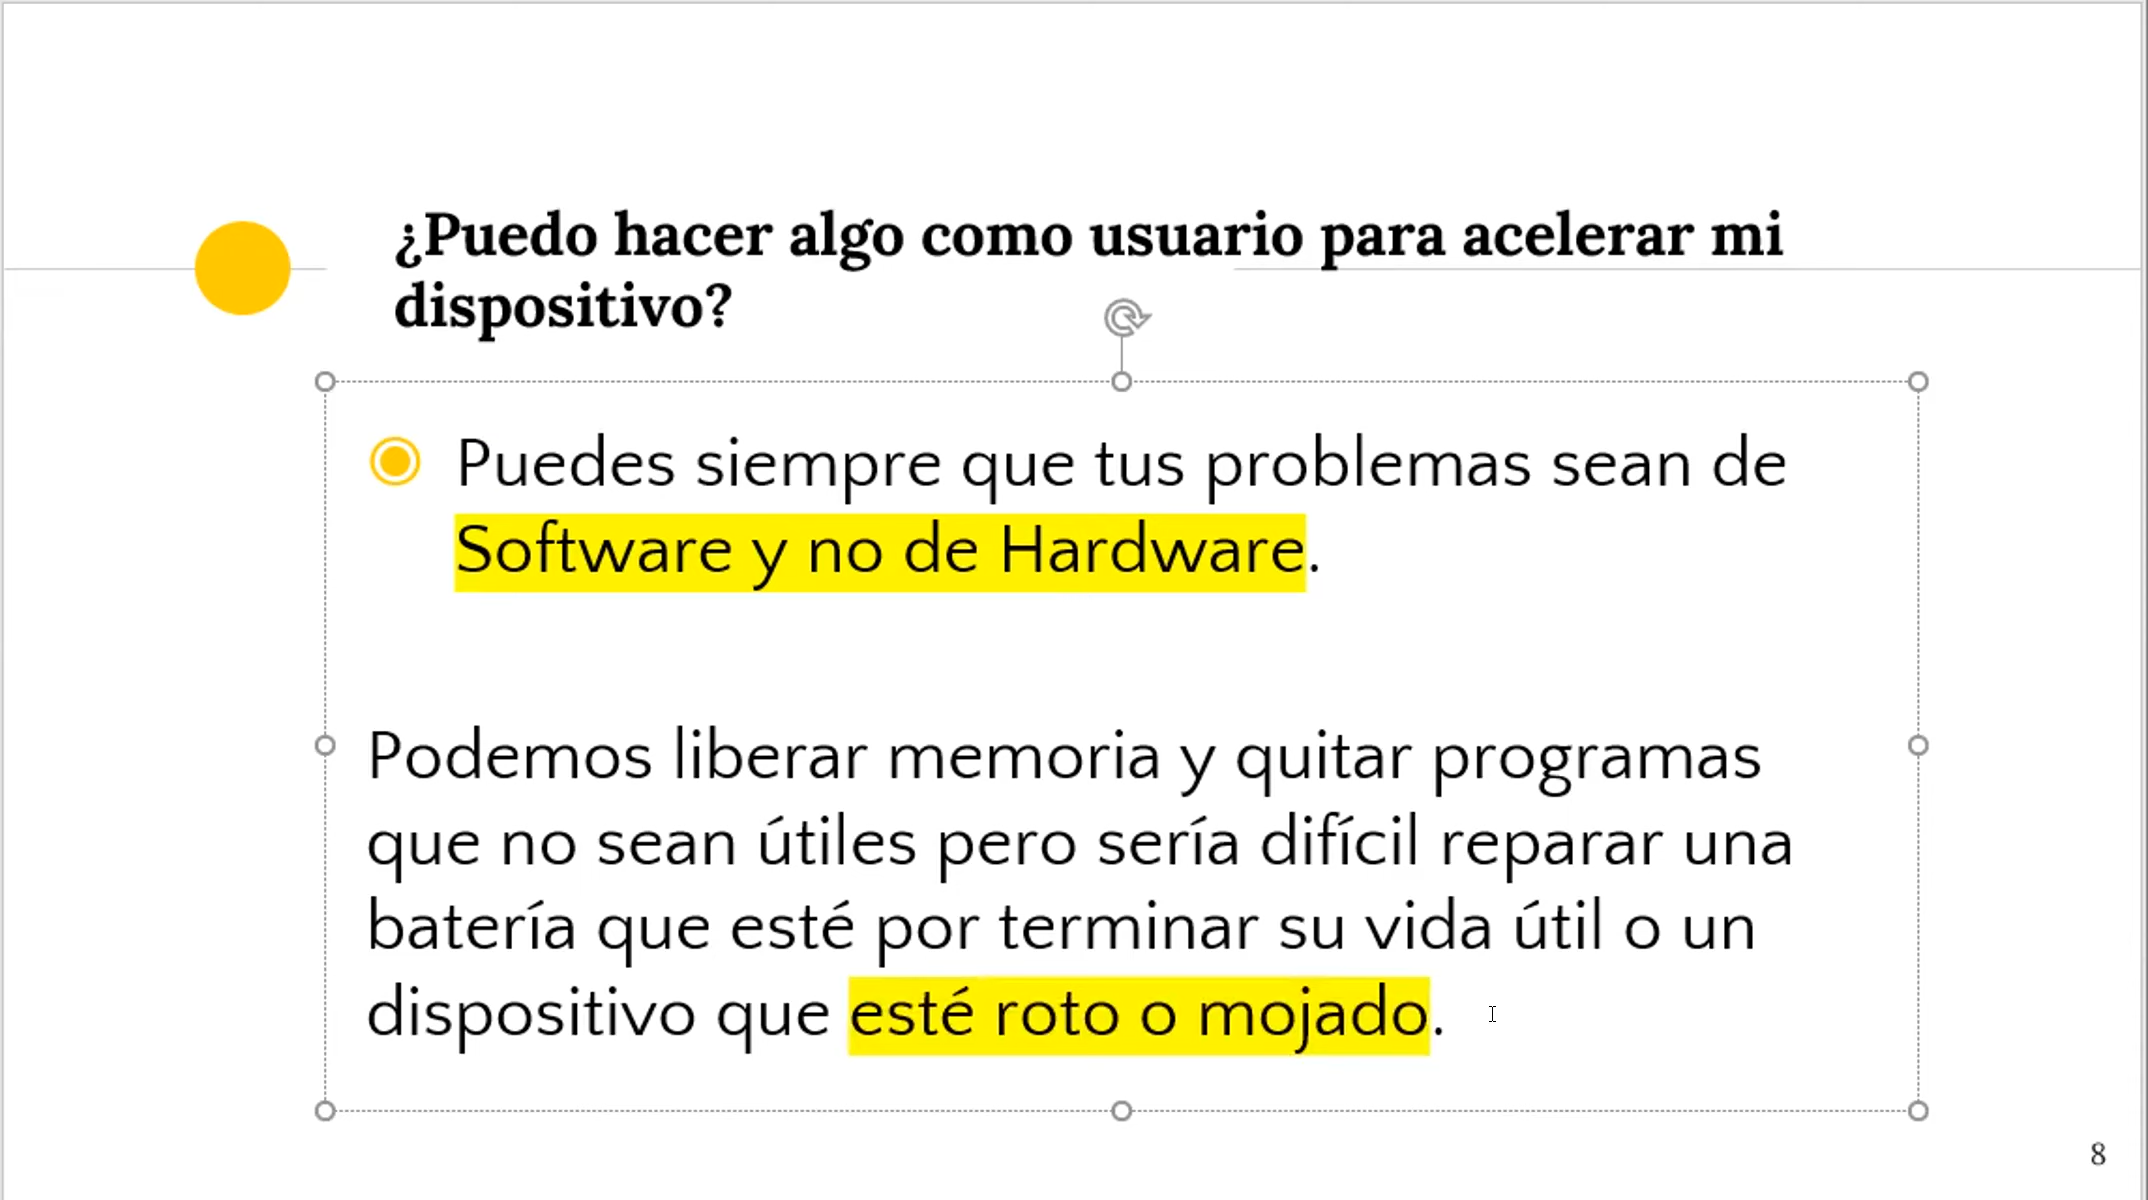 ¿Puedo hacer algo como usuario para acelerar mi
dispositivo?
Puedes siempre que tus problemas sean de
Software y no de Hardware.
Podemos liberar memoria y quitar programas
que no sean útiles pero sería difícil reparar una
batería que esté por terminar su vida útil o un
dispositivo que esté roto o mojado.
8